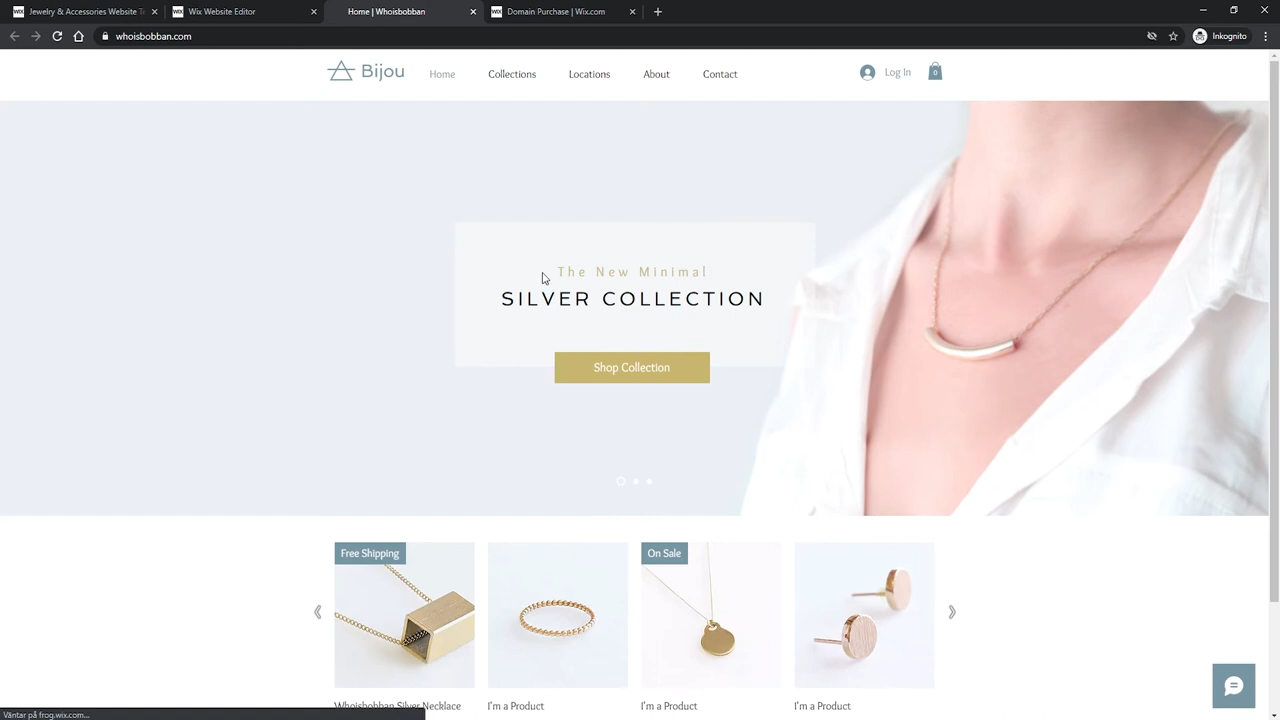 Jewelry & Accessories Website T
Wix Website Editor
Home | Whoisbobban
Domain Purchase | Wix.com
whoisbobban.com
Inkognito
Bijou
Home
Collections
Locations
About
Contact
Log In
0
The New Minimal
SILVER COLLECTION
Shop Collection
Free Shipping
On Sale
Whoisbobban Silver Necklace
I'm a Product
I'm a Product
I'm a Product
Väntar på frog.wix.com...